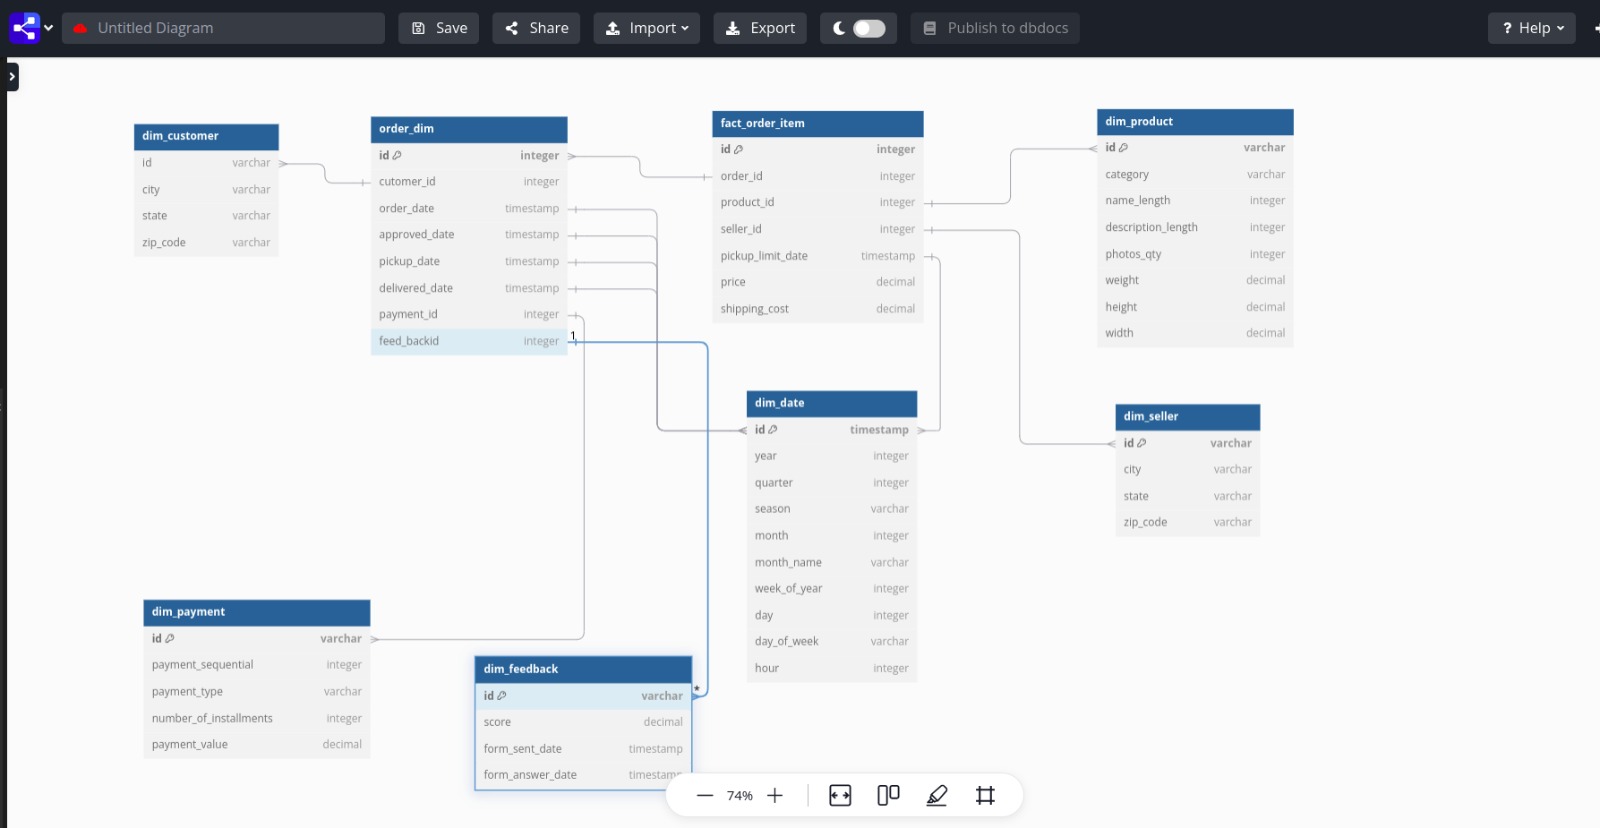 Untitled Diagram
Save
Share
Import
Export
Publish to dbdocs
? Help
dim_customer
id varchar
city varchar
state varchar
zip_code varchar
order_dim
id integer
cutomer_id integer
order_date timestamp
approved_date timestamp
pickup_date timestamp
delivered_date timestamp
payment_id integer
feed_backid integer
1
fact_order_item
id integer
order_id integer
product_id integer
seller_id integer
pickup_limit_date timestamp
price decimal
shipping_cost decimal
dim_product
id varchar
category varchar
name_length integer
description_length integer
photos_qty integer
weight decimal
height decimal
width decimal
dim_date
id timestamp
year integer
quarter integer
season varchar
month integer
month_name varchar
week_of_year integer
day integer
day_of_week varchar
hour integer
dim_seller
id varchar
city varchar
state varchar
zip_code varchar
dim_payment
id varchar
payment_sequential integer
payment_type varchar
number_of_installments integer
payment_value decimal
dim_feedback
id varchar
*
score decimal
form_sent_date timestamp
form_answer_date timestamp
74%